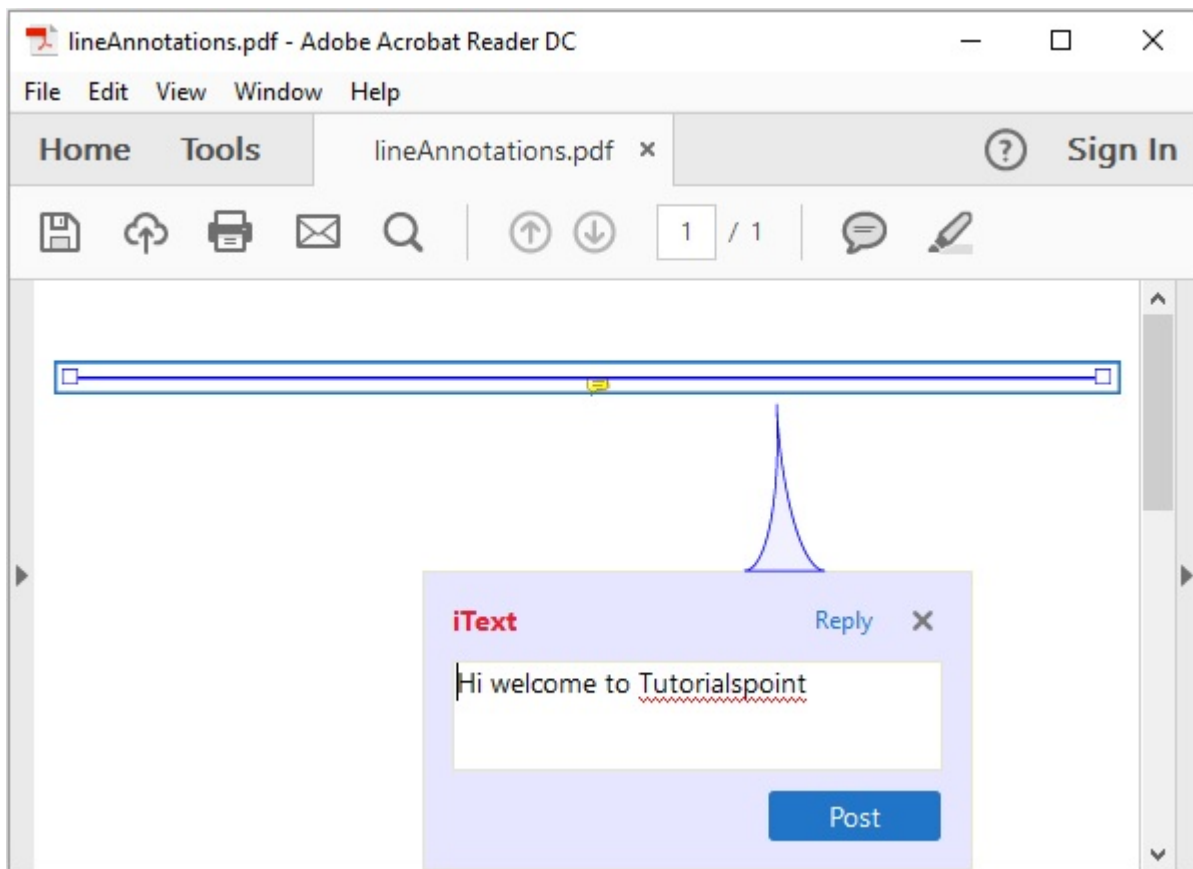 lineAnnotations.pdf - Adobe Acrobat Reader DC
File Edit View Window Help
Home Tools lineAnnotations.pdf × ? Sign In
1 / 1
iText Reply
Hi welcome to Tutorialspoint
Post